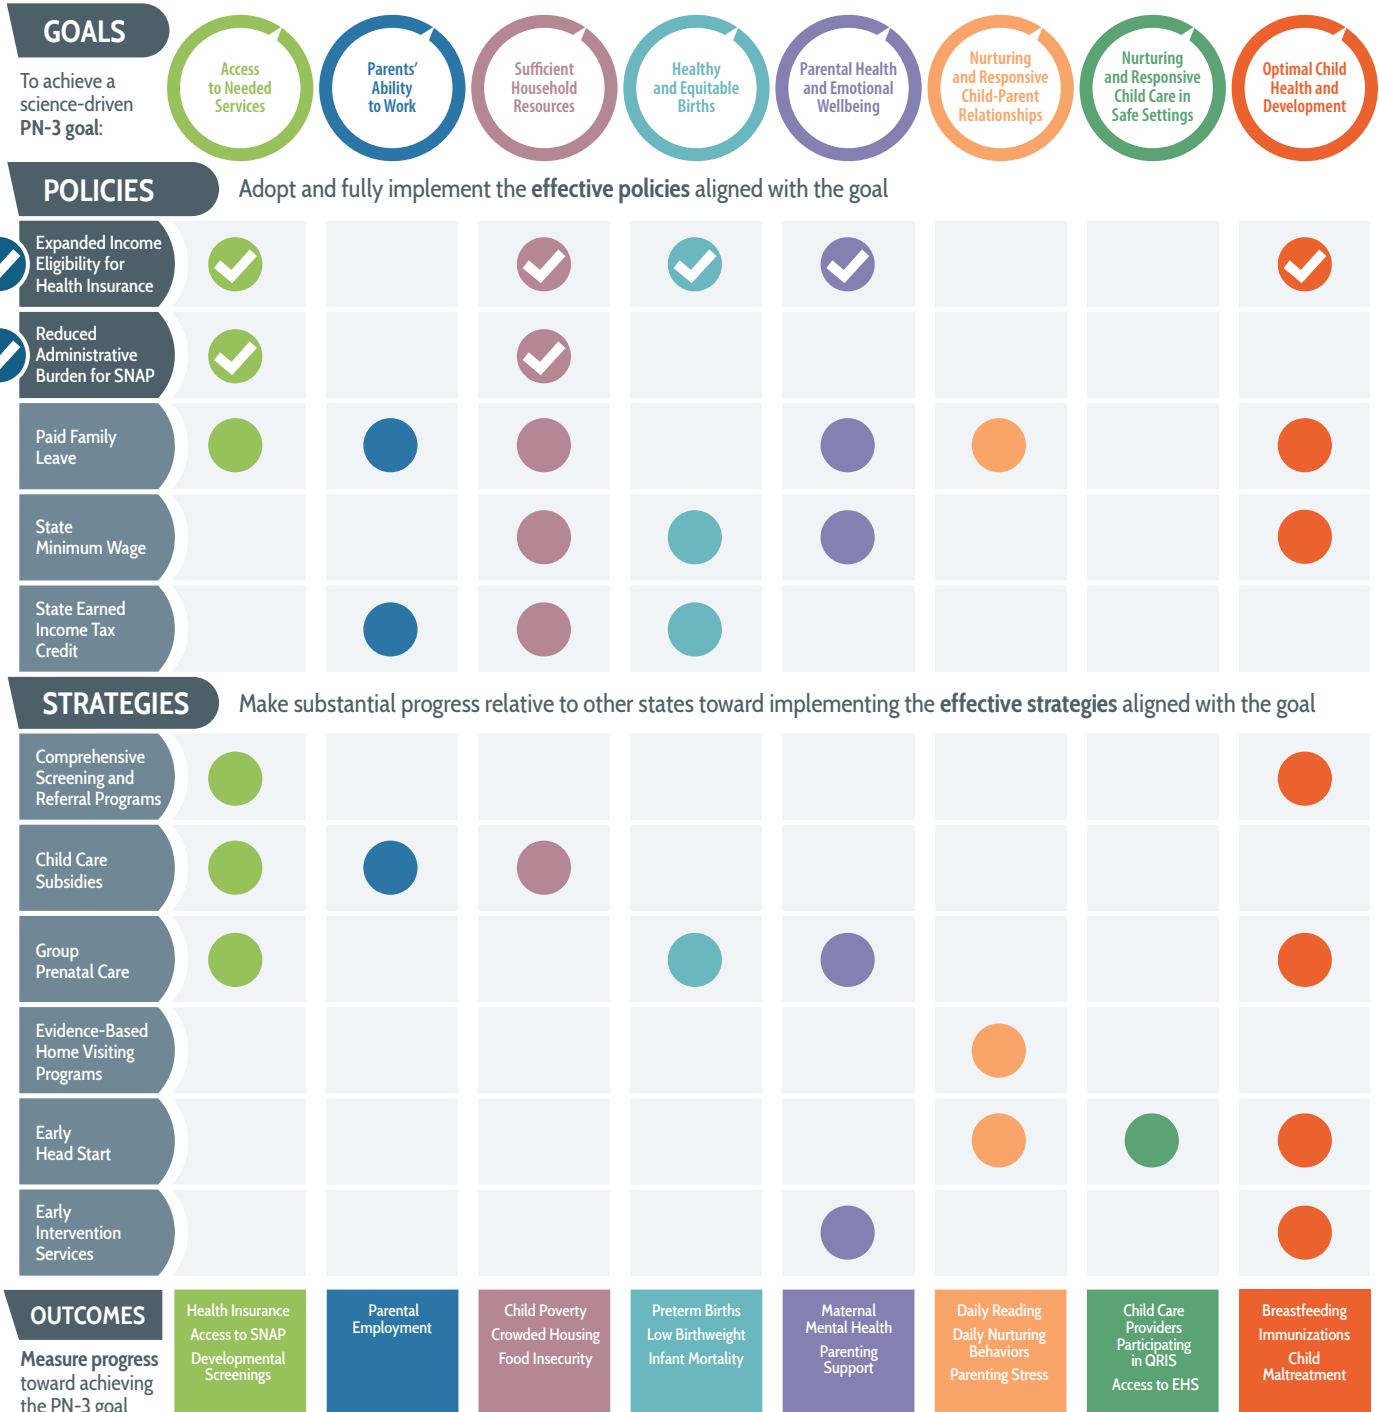 GOALS
To achieve a
science-driven
PN-3 goal:
Access
to Needed
Services
Parents'
Ability
to Work
Sufficient
Household
Resources
Healthy
and Equitable
Births
Parental Health
and Emotional
Wellbeing
Nurturing
and Responsive
Child-Parent
Relationships
Nurturing
and Responsive
Child Care in
Safe Settings
Optimal Child
Health and
Development
POLICIES
Adopt and fully implement the effective policies aligned with the goal
Expanded Income
Eligibility for
Health Insurance
Reduced
Administrative
Burden for SNAP
Paid Family
Leave
State
Minimum Wage
State Earned
Income Tax
Credit
STRATEGIES
Make substantial progress relative to other states toward implementing the effective strategies aligned with the goal
Comprehensive
Screening and
Referral Programs
Child Care
Subsidies
Group
Prenatal Care
Evidence-Based
Home Visiting
Programs
Early
Head Start
Early
Intervention
Services
OUTCOMES
Measure progress
toward achieving
the PN-3 goal
Health Insurance
Access to SNAP
Developmental
Screenings
Parental
Employment
Child Poverty
Crowded Housing
Food Insecurity
Preterm Births
Low Birthweight
Infant Mortality
Maternal
Mental Health
Parenting
Support
Daily Reading
Daily Nurturing
Behaviors
Parenting Stress
Child Care
Providers
Participating
in QRIS
Access to EHS
Breastfeeding
Immunizations
Child
Maltreatment